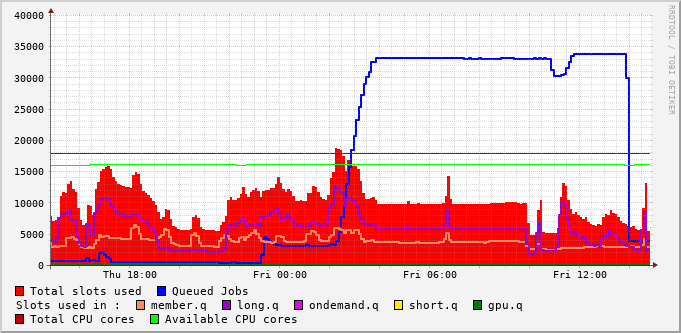 40000
35000
30000
25000
20000
15000
10000
5000
0
Thu 18:00 Fri 00:00 Fri 06:00 Fri 12:00
RRDTOOL / TOBI OETIKER
Total slots used Queued Jobs
Slots used in : member.q long.q ondemand.q short.q gpu.q
Total CPU cores Available CPU cores